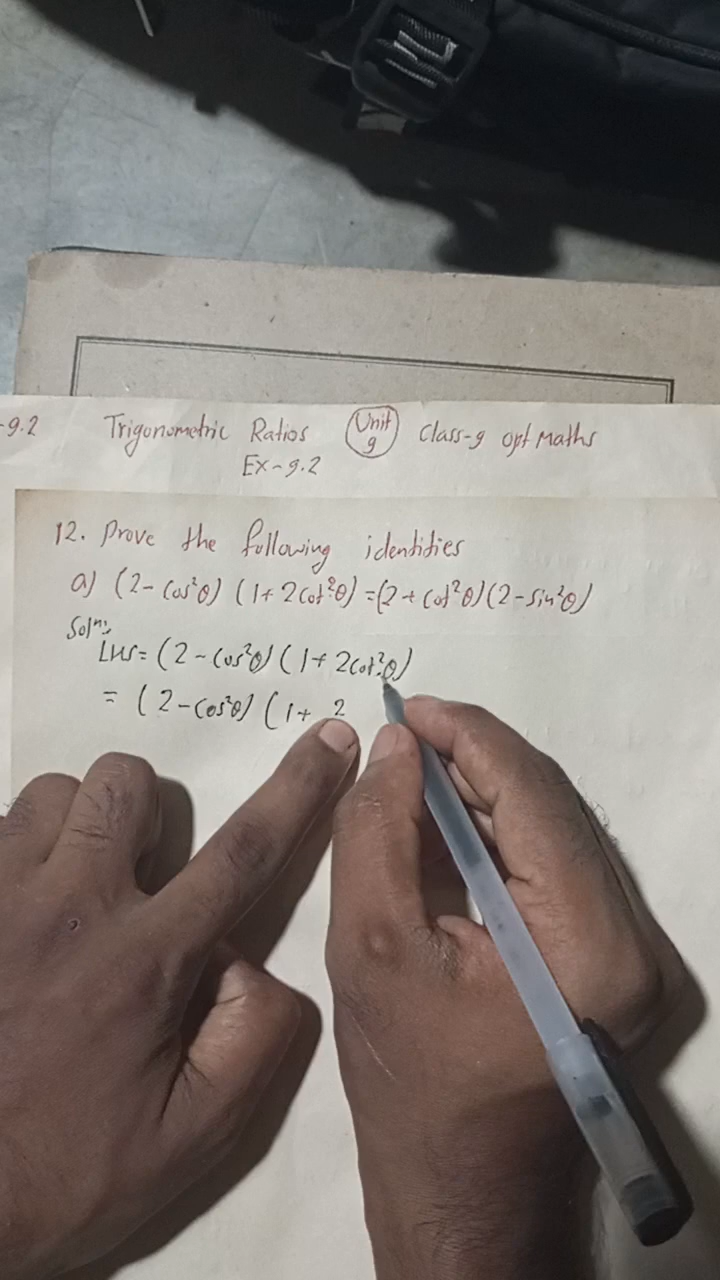 -9.2 Trigonometric Ratios Unit 9 Class-9 opt Maths
Ex-9.2
12. Prove the following identities
a) (2-Cos²θ) (1+2Cot²θ) =(2+Cot²θ)(2-Sin²θ)
Solⁿ:
LHS= (2-Cos²θ) (1+2Cot²θ)
= (2-Cos²θ) (1+ 2